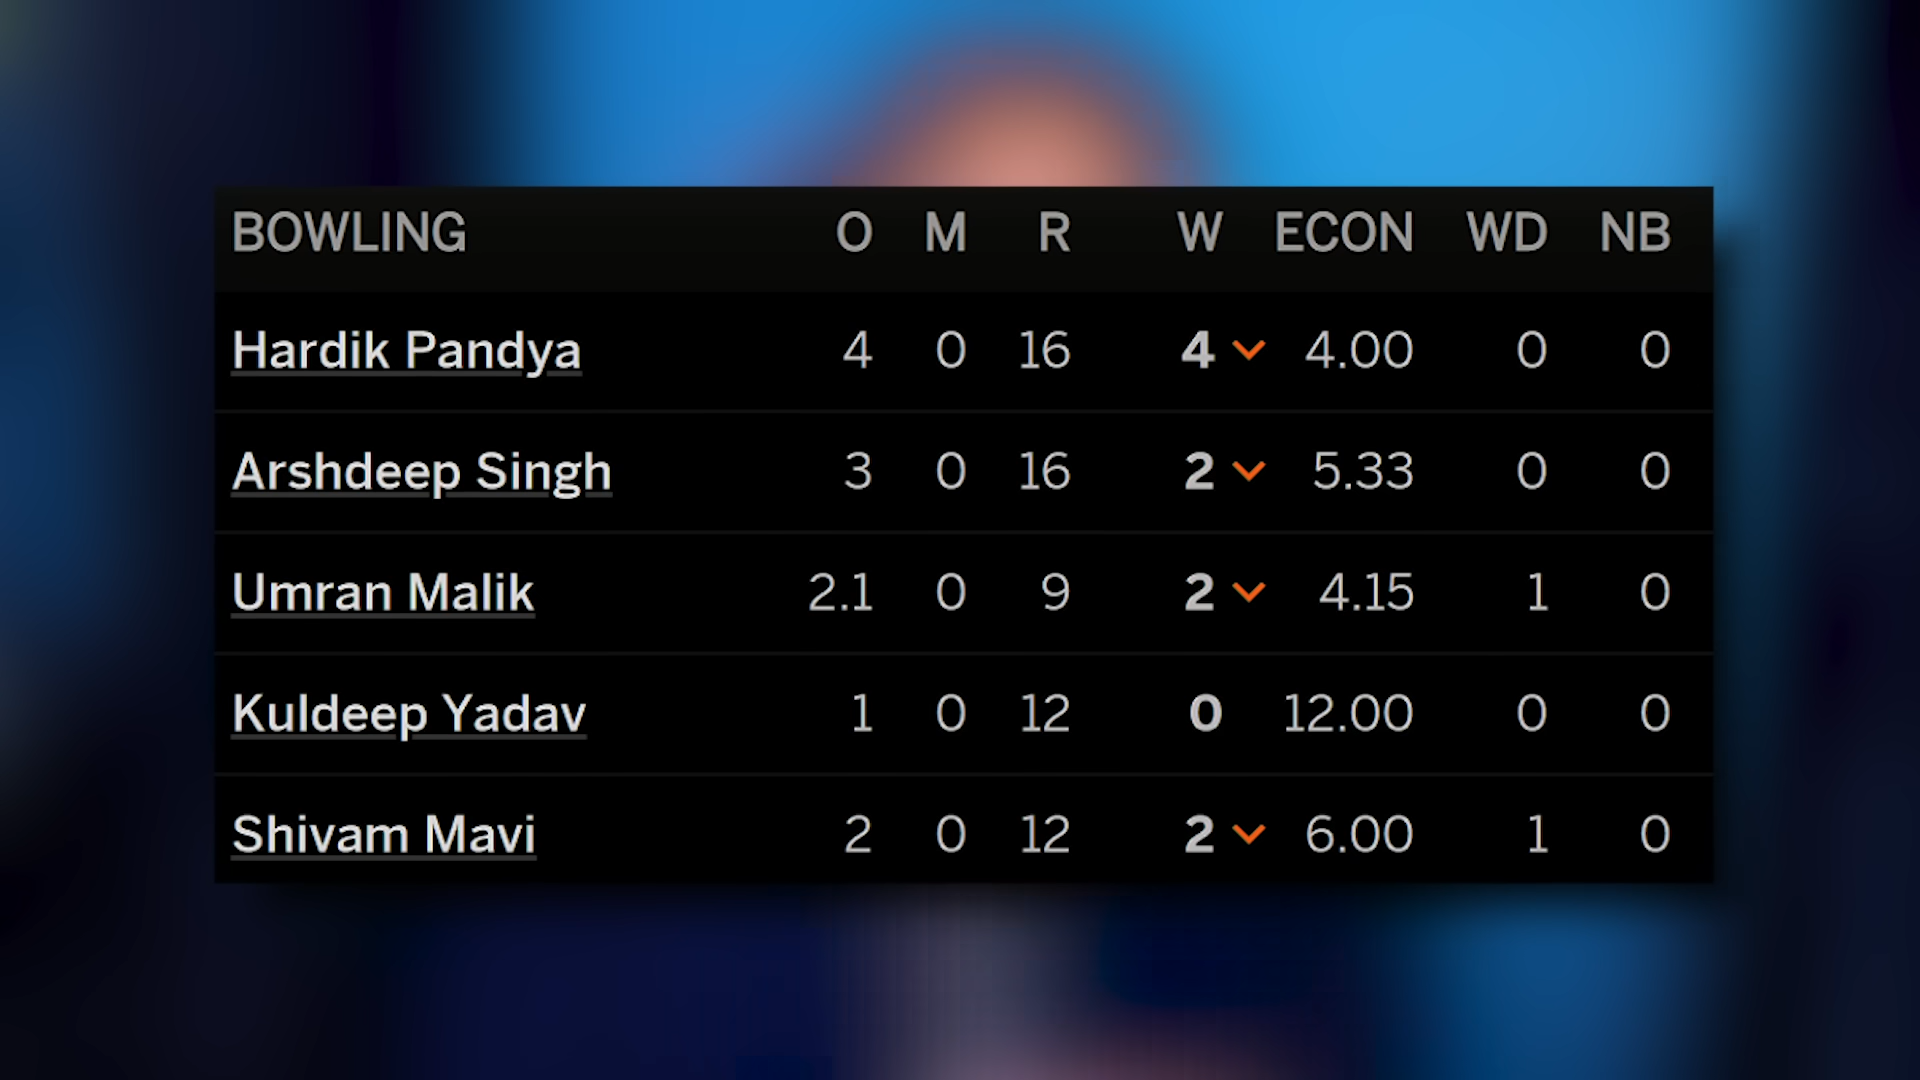 BOWLING O M R W ECON WD NB
Hardik Pandya 4 0 16 4 4.00 0 0
Arshdeep Singh 3 0 16 2 5.33 0 0
Umran Malik 2.1 0 9 2 4.15 1 0
Kuldeep Yadav 1 0 12 0 12.00 0 0
Shivam Mavi 2 0 12 2 6.00 1 0